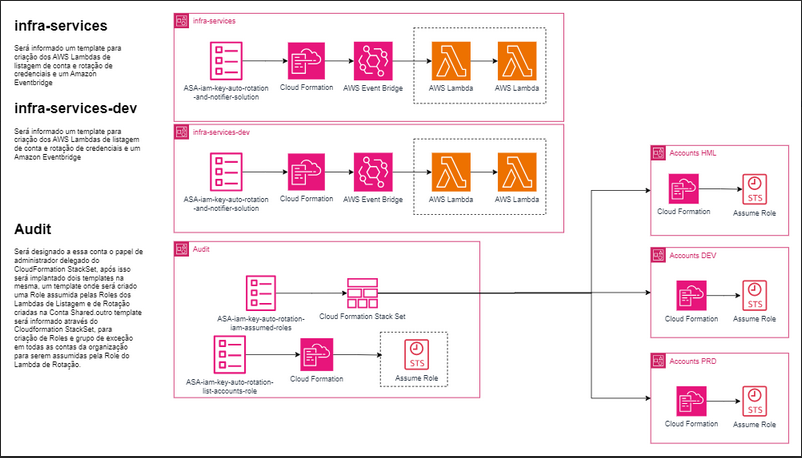 infra-services
Será informado um template para
criação dos AWS Lambdas de
listagem de conta e rotação de
credenciais e um Amazon
Eventbridge
infra-services-dev
Será informado um template para
criação dos AWS Lambdas de listagem
de conta e rotação de credenciais e um
Amazon Eventbridge
Audit
Será designado a essa conta o papel de
administrador delegado do
CloudFormation StackSet, após isso
será implantado dois templates na
mesma, um template onde será criado
uma Role assumida pelas Roles dos
Lambdas de Listagem e de Rotação
criadas na Conta Shared.outro template
será informado através do
Cloudformation StackSet, para
criação de Roles e grupo de exceção
em todas as contas da organização
para serem assumidas pela Role do
Lambda de Rotação.
infra-services
ASA-iam-key-auto-rotation
-and-notifier-solution
Cloud Formation
AWS Event Bridge
AWS Lambda
AWS Lambda
infra-services-dev
ASA-iam-key-auto-rotation
-and-notifier-solution
Cloud Formation
AWS Event Bridge
AWS Lambda
AWS Lambda
Audit
ASA-iam-key-auto-rotation-
iam-assumed-roles
Cloud Formation Stack Set
ASA-iam-key-auto-rotation-
list-accounts-role
Cloud Formation
STS
Assume Role
Accounts HML
Cloud Formation
STS
Assume Role
Accounts DEV
Cloud Formation
STS
Assume Role
Accounts PRD
Cloud Formation
STS
Assume Role